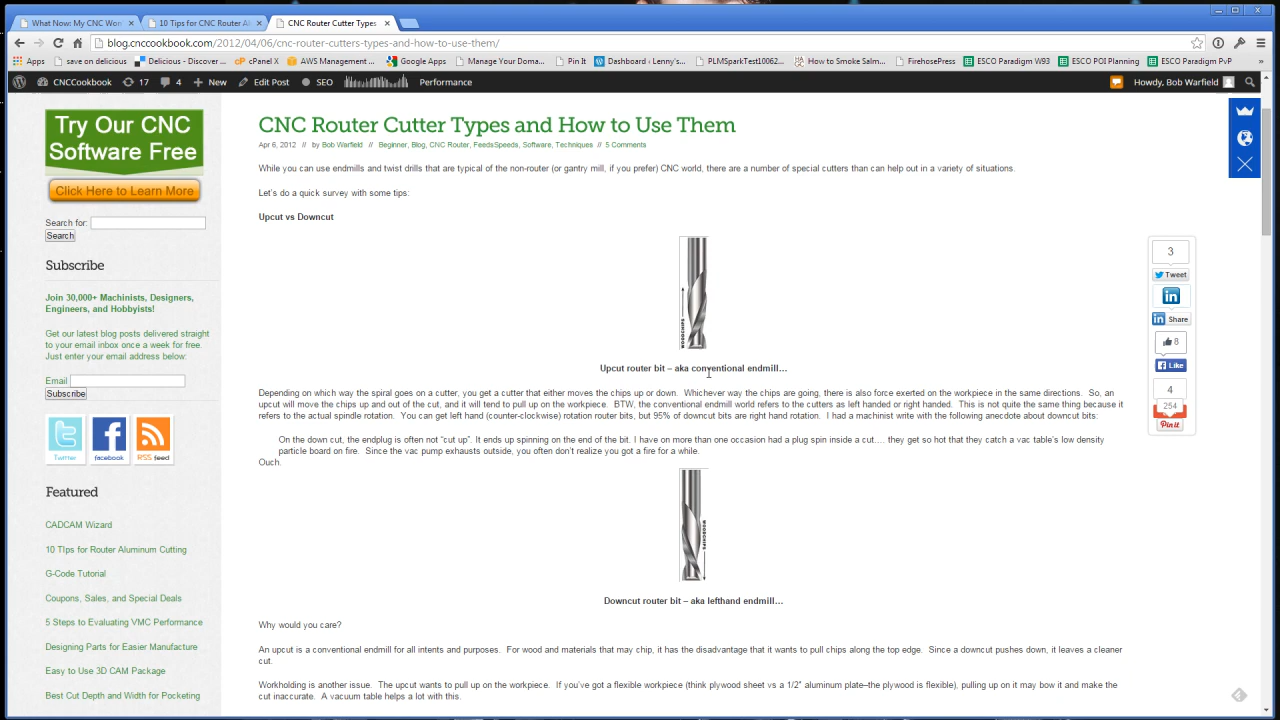 What Now: My CNC Wor
10 Tips for CNC Router Al
CNC Router Cutter Types
blog.cnccookbook.com/2012/04/06/cnc-router-cutters-types-and-how-to-use-them/
Apps
save on delicious
Delicious - Discover
cPanel X
AWS Management
Google Apps
Manage Your Doma...
Pin It
Dashboard ‹ Lenny's...
PLMSparkTest10062...
How to Smoke Salm...
FirehosePress
ESCO Paradigm W93
ESCO POI Planning
ESCO Paradigm PvP
CNCCookbook
17
4
New
Edit Post
SEO
Performance
Howdy, Bob Warfield
Try Our CNC
Software Free
Click Here to Learn More
Search for:
Search
Subscribe
Join 30,000+ Machinists, Designers,
Engineers, and Hobbyists!
Get our latest blog posts delivered straight
to your email inbox once a week for free.
Just enter your email address below:
Email
Subscribe
Twitter
facebook
RSS feed
Featured
CADCAM Wizard
10 TIps for Router Aluminum Cutting
G-Code Tutorial
Coupons, Sales, and Special Deals
5 Steps to Evaluating VMC Performance
Designing Parts for Easier Manufacture
Easy to Use 3D CAM Package
Best Cut Depth and Width for Pocketing
CNC Router Cutter Types and How to Use Them
Apr 6, 2012 // by Bob Warfield // Beginner, Blog, CNC Router, FeedsSpeeds, Software, Techniques // 5 Comments
While you can use endmills and twist drills that are typical of the non-router (or gantry mill, if you prefer) CNC world, there are a number of special cutters than can help out in a variety of situations.
Let's do a quick survey with some tips:
Upcut vs Downcut
WOODCHIPS
Upcut router bit – aka conventional endmill…
Depending on which way the spiral goes on a cutter, you get a cutter that either moves the chips up or down. Whichever way the chips are going, there is also force exerted on the workpiece in the same directions. So, an
upcut will move the chips up and out of the cut, and it will tend to pull up on the workpiece. BTW, the conventional endmill world refers to the cutters as left handed or right handed. This is not quite the same thing because it
refers to the actual spindle rotation. You can get left hand (counter-clockwise) rotation router bits, but 95% of downcut bits are right hand rotation. I had a machinist write with the following anecdote about downcut bits:
On the down cut, the endplug is often not “cut up”. It ends up spinning on the end of the bit. I have on more than one occasion had a plug spin inside a cut…. they get so hot that they catch a vac table's low density
particle board on fire. Since the vac pump exhausts outside, you often don't realize you got a fire for a while.
Ouch.
WOODCHIPS
Downcut router bit – aka lefthand endmill…
Why would you care?
An upcut is a conventional endmill for all intents and purposes. For wood and materials that may chip, it has the disadvantage that it wants to pull chips along the top edge. Since a downcut pushes down, it leaves a cleaner
cut.
Workholding is another issue. The upcut wants to pull up on the workpiece. If you've got a flexible workpiece (think plywood sheet vs a 1/2″ aluminum plate–the plywood is flexible), pulling up on it may bow it and make the
cut inaccurate. A vacuum table helps a lot with this.
3
Tweet
in
in Share
8
Like
4
254
Pin it